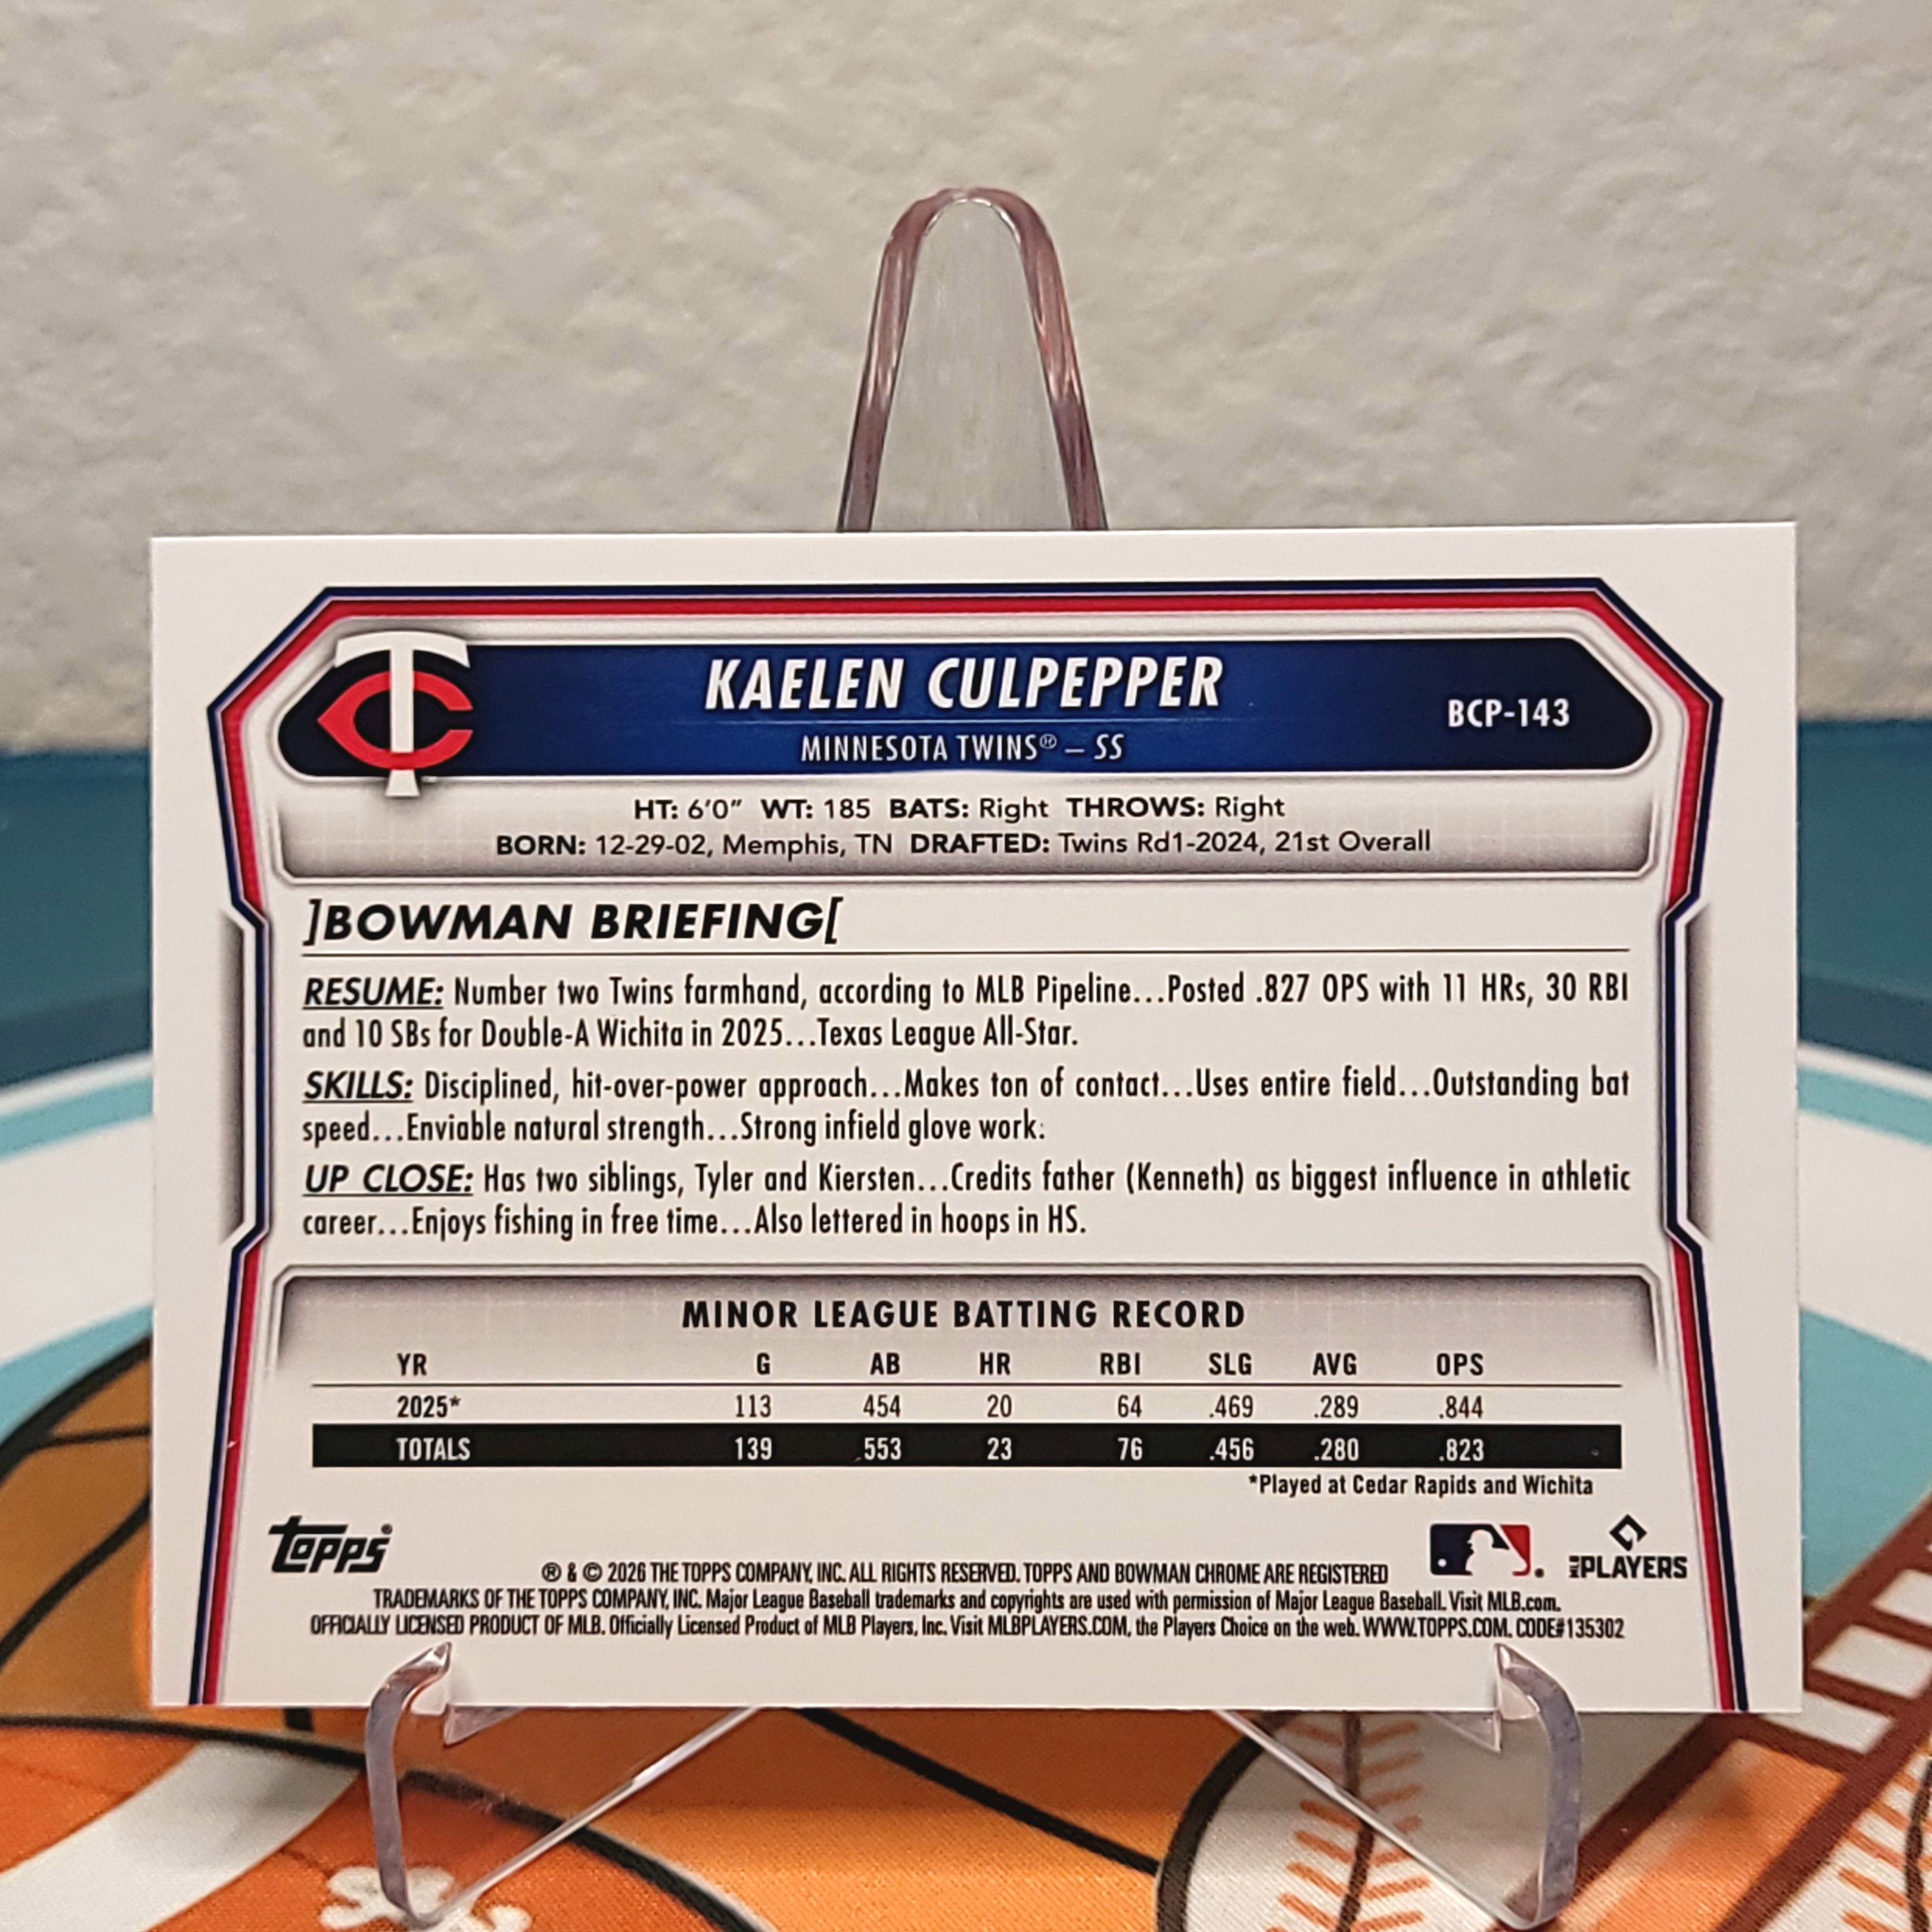 TC
KAELEN CULPEPPER
MINNESOTA TWINS® – SS
BCP-143
HT: 6'0" WT: 185 BATS: Right THROWS: Right
BORN: 12-29-02, Memphis, TN DRAFTED: Twins Rd1-2024, 21st Overall
]BOWMAN BRIEFING[
RESUME: Number two Twins farmhand, according to MLB Pipeline...Posted .827 OPS with 11 HRs, 30 RBI
and 10 SBs for Double-A Wichita in 2025...Texas League All-Star.
SKILLS: Disciplined, hit-over-power approach...Makes ton of contact...Uses entire field...Outstanding bat
speed...Enviable natural strength...Strong infield glove work.
UP CLOSE: Has two siblings, Tyler and Kiersten...Credits father (Kenneth) as biggest influence in athletic
career...Enjoys fishing in free time...Also lettered in hoops in HS.
MINOR LEAGUE BATTING RECORD
YR G AB HR RBI SLG AVG OPS
2025* 113 454 20 64 .469 .289 .844
TOTALS 139 553 23 76 .456 .280 .823
*Played at Cedar Rapids and Wichita
topps®
MLB PLAYERS
® & © 2026 THE TOPPS COMPANY, INC. ALL RIGHTS RESERVED. TOPPS AND BOWMAN CHROME ARE REGISTERED
TRADEMARKS OF THE TOPPS COMPANY, INC. Major League Baseball trademarks and copyrights are used with permission of Major League Baseball. Visit MLB.com.
OFFICIALLY LICENSED PRODUCT OF MLB. Officially Licensed Product of MLB Players, Inc. Visit MLBPLAYERS.COM, the Players Choice on the web. WWW.TOPPS.COM. CODE#135302